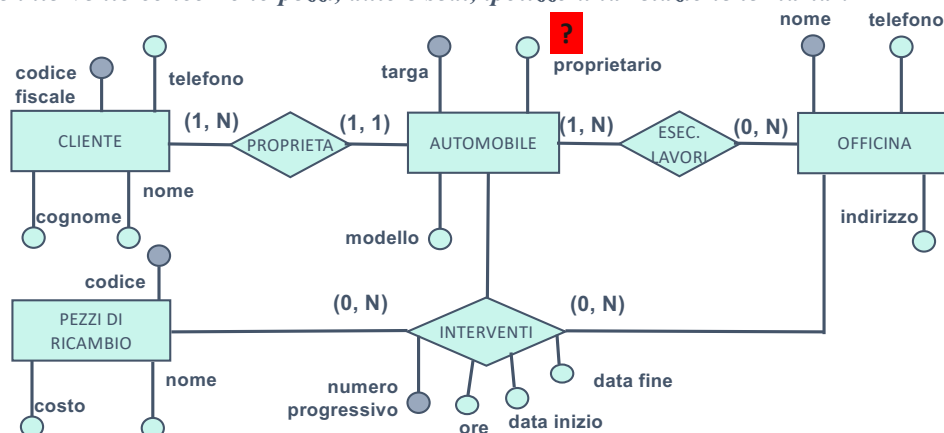 ?
nome
telefono
codice
fiscale
telefono
targa
proprietario
(1, N)
(1, 1)
(1, N)
(0, N)
CLIENTE
PROPRIETA
AUTOMOBILE
ESEC.
LAVORI
OFFICINA
nome
cognome
modello
indirizzo
codice
(0, N)
(0, N)
PEZZI DI
RICAMBIO
INTERVENTI
nome
costo
numero
progressivo
ore
data inizio
data fine